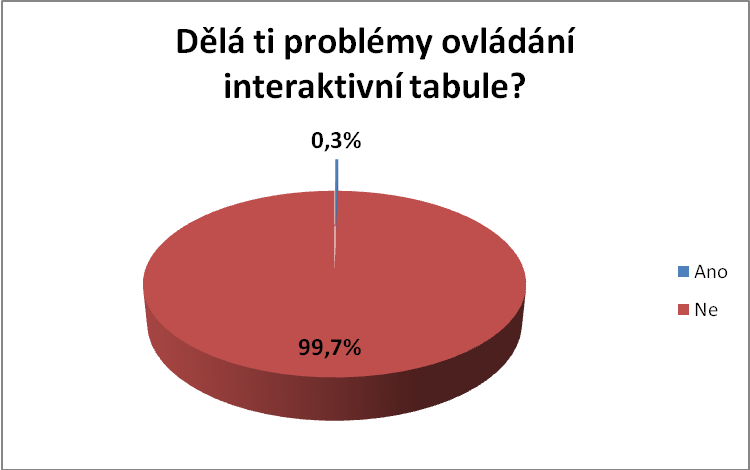 Dělá ti problémy ovládání
interaktivní tabule?
0,3%
Ano
Ne
99,7%